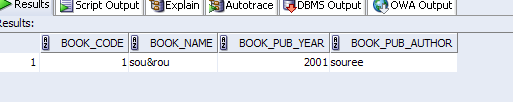 Results Script Output Explain Autotrace DBMS Output OWA Output
Results:
BOOK_CODE BOOK_NAME BOOK_PUB_YEAR BOOK_PUB_AUTHOR
1 1 sou&rou 2001 souree